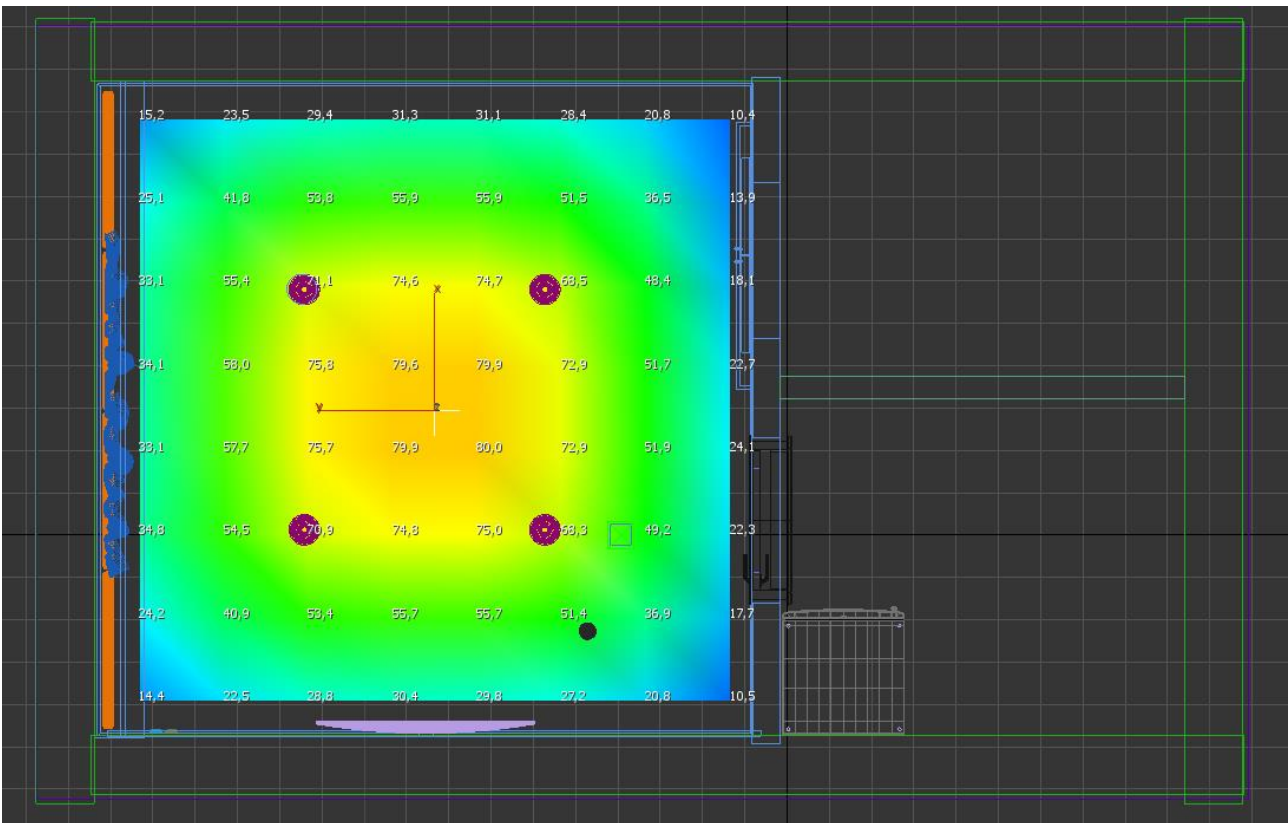 15,2 23,5 29,4 31,3 31,1 28,4 20,8 10,4
25,1 41,8 53,8 55,9 55,9 51,5 36,5 13,9
33,1 55,4 71,1 74,6 74,7 68,5 48,4 18,1
x
34,1 58,0 75,8 79,6 79,9 72,9 51,7 22,7
y z
33,1 57,7 75,7 79,9 80,0 72,9 51,9 24,1
34,8 54,5 70,9 74,8 75,0 68,3 49,2 22,3
24,2 40,9 53,4 55,7 55,7 51,4 36,9 17,7
14,4 22,5 28,8 30,4 29,8 27,2 20,8 10,5